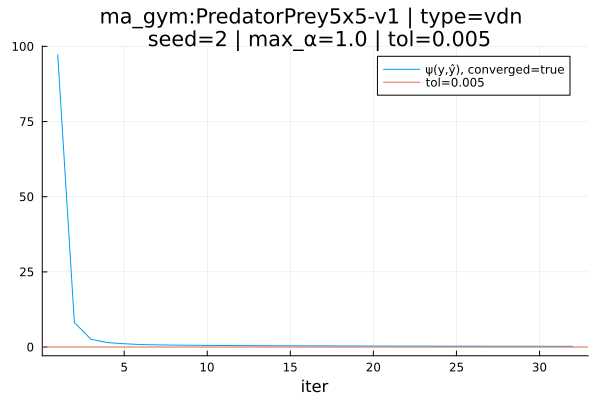 ma_gym:PredatorPrey5x5-v1 | type=vdn
seed=2 | max_α=1.0 | tol=0.005
100
75
50
25
0
ψ(y,ŷ), converged=true
tol=0.005
5
10
15
20
25
30
iter